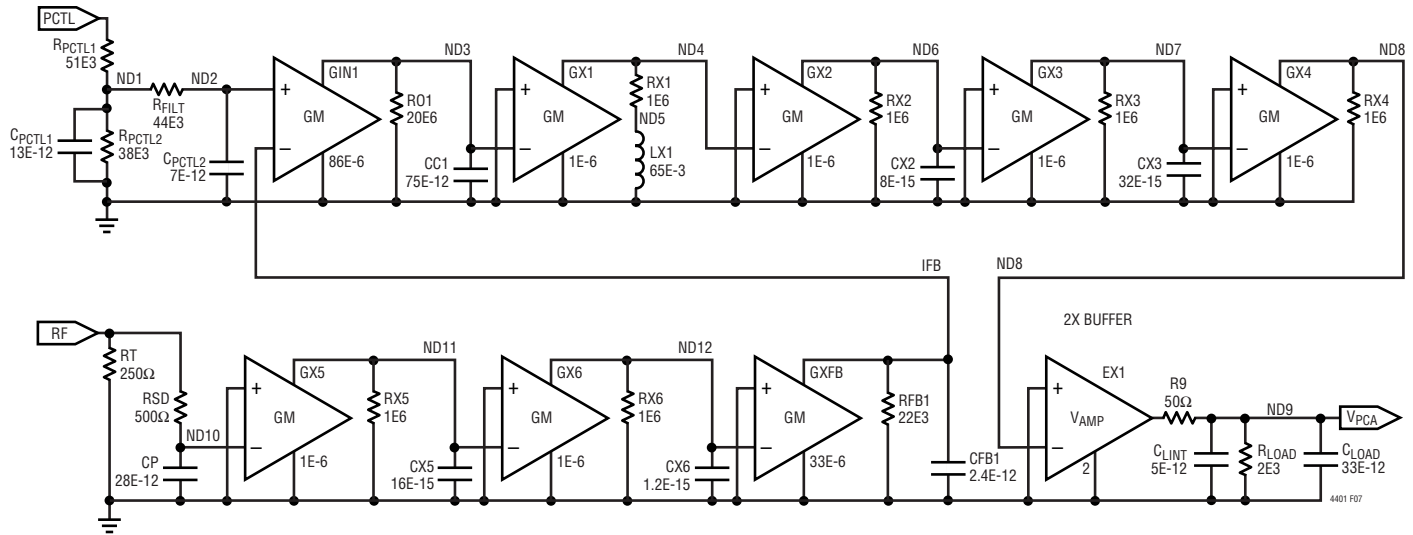 PCTL
RPCTL1
51E3
ND1
ND2
RFILT
44E3
CPCTL1
13E-12
RPCTL2
38E3
CPCTL2
7E-12
+
–
GM
GIN1
86E-6
ND3
RO1
20E6
CC1
75E-12
+
–
GM
GX1
1E-6
ND4
RX1
1E6
ND5
LX1
65E-3
+
–
GM
GX2
1E-6
ND6
RX2
1E6
CX2
8E-15
+
–
GM
GX3
1E-6
ND7
RX3
1E6
CX3
32E-15
+
–
GM
GX4
1E-6
ND8
RX4
1E6
IFB
ND8
RF
RT
250Ω
RSD
500Ω
ND10
CP
28E-12
+
–
GM
GX5
1E-6
ND11
RX5
1E6
CX5
16E-15
+
–
GM
GX6
1E-6
ND12
RX6
1E6
CX6
1.2E-15
+
–
GM
GXFB
33E-6
RFB1
22E3
CFB1
2.4E-12
2X BUFFER
+
–
VAMP
EX1
2
R9
50Ω
ND9
VPCA
CLINT
5E-12
RLOAD
2E3
CLOAD
33E-12
4401 F07